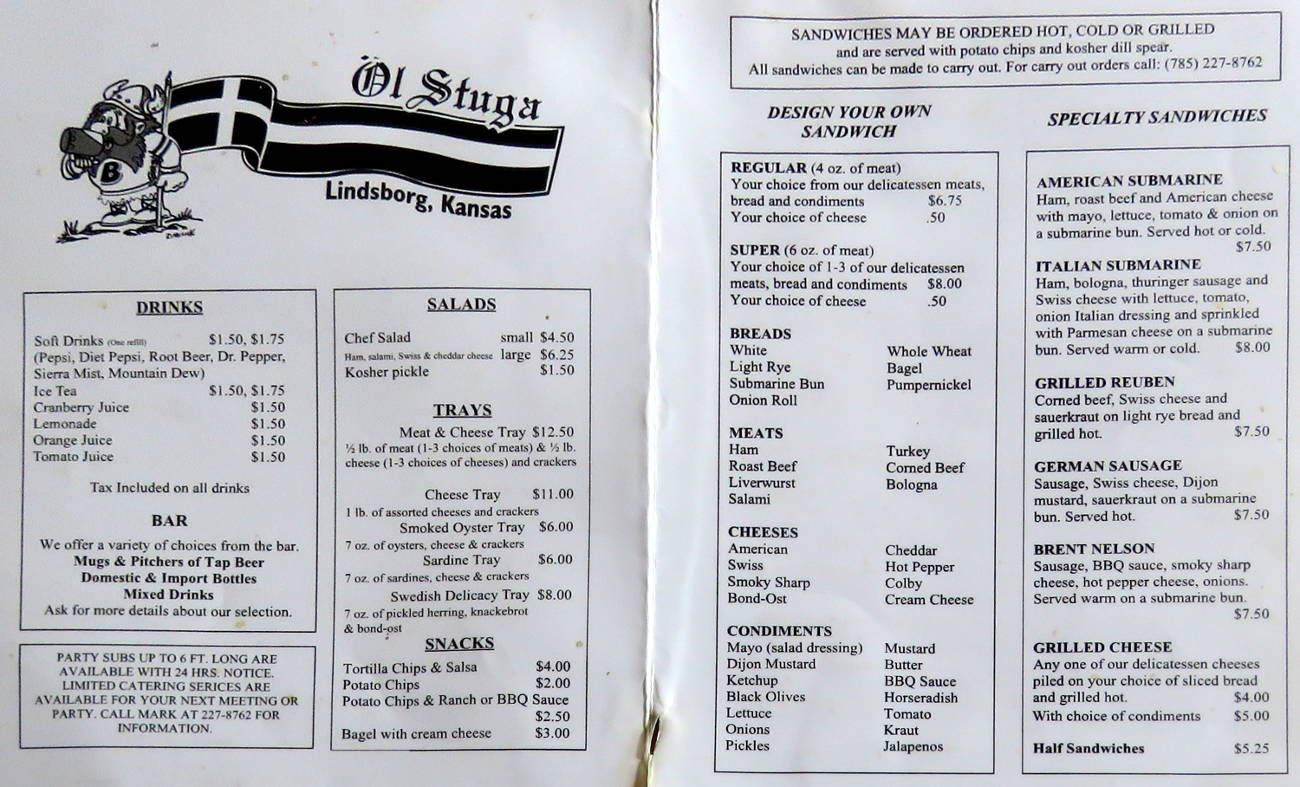 Öl Stuga
Lindsborg, Kansas
B
DRINKS
Soft Drinks (One refill) $1.50, $1.75
(Pepsi, Diet Pepsi, Root Beer, Dr. Pepper,
Sierra Mist, Mountain Dew)
Ice Tea $1.50, $1.75
Cranberry Juice $1.50
Lemonade $1.50
Orange Juice $1.50
Tomato Juice $1.50
Tax Included on all drinks
BAR
We offer a variety of choices from the bar.
Mugs & Pitchers of Tap Beer
Domestic & Import Bottles
Mixed Drinks
Ask for more details about our selection.
PARTY SUBS UP TO 6 FT. LONG ARE
AVAILABLE WITH 24 HRS. NOTICE.
LIMITED CATERING SERICES ARE
AVAILABLE FOR YOUR NEXT MEETING OR
PARTY. CALL MARK AT 227-8762 FOR
INFORMATION.
SALADS
Chef Salad small $4.50
Ham, salami, Swiss & cheddar cheese large $6.25
Kosher pickle $1.50
TRAYS
Meat & Cheese Tray $12.50
½ lb. of meat (1-3 choices of meats) & ½ lb.
cheese (1-3 choices of cheeses) and crackers
Cheese Tray $11.00
1 lb. of assorted cheeses and crackers
Smoked Oyster Tray $6.00
7 oz. of oysters, cheese & crackers
Sardine Tray $6.00
7 oz. of sardines, cheese & crackers
Swedish Delicacy Tray $8.00
7 oz. of pickled herring, knackebrot
& bond-ost
SNACKS
Tortilla Chips & Salsa $4.00
Potato Chips $2.00
Potato Chips & Ranch or BBQ Sauce
$2.50
Bagel with cream cheese $3.00
SANDWICHES MAY BE ORDERED HOT, COLD OR GRILLED
and are served with potato chips and kosher dill spear.
All sandwiches can be made to carry out. For carry out orders call: (785) 227-8762
DESIGN YOUR OWN
SANDWICH
REGULAR (4 oz. of meat)
Your choice from our delicatessen meats,
bread and condiments $6.75
Your choice of cheese .50
SUPER (6 oz. of meat)
Your choice of 1-3 of our delicatessen
meats, bread and condiments $8.00
Your choice of cheese .50
BREADS
White Whole Wheat
Light Rye Bagel
Submarine Bun Pumpernickel
Onion Roll
MEATS
Ham Turkey
Roast Beef Corned Beef
Liverwurst Bologna
Salami
CHEESES
American Cheddar
Swiss Hot Pepper
Smoky Sharp Colby
Bond-Ost Cream Cheese
CONDIMENTS
Mayo (salad dressing) Mustard
Dijon Mustard Butter
Ketchup BBQ Sauce
Black Olives Horseradish
Lettuce Tomato
Onions Kraut
Pickles Jalapenos
SPECIALTY SANDWICHES
AMERICAN SUBMARINE
Ham, roast beef and American cheese
with mayo, lettuce, tomato & onion on
a submarine bun. Served hot or cold.
$7.50
ITALIAN SUBMARINE
Ham, bologna, thuringer sausage and
Swiss cheese with lettuce, tomato,
onion Italian dressing and sprinkled
with Parmesan cheese on a submarine
bun. Served warm or cold. $8.00
GRILLED REUBEN
Corned beef, Swiss cheese and
sauerkraut on light rye bread and
grilled hot. $7.50
GERMAN SAUSAGE
Sausage, Swiss cheese, Dijon
mustard, sauerkraut on a submarine
bun. Served hot. $7.50
BRENT NELSON
Sausage, BBQ sauce, smoky sharp
cheese, hot pepper cheese, onions.
Served warm on a submarine bun.
$7.50
GRILLED CHEESE
Any one of our delicatessen cheeses
piled on your choice of sliced bread
and grilled hot. $4.00
With choice of condiments $5.00
Half Sandwiches $5.25